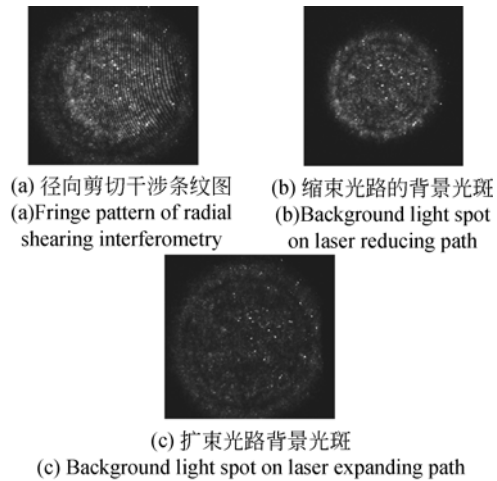 (a) 径向剪切干涉条纹图
(a)Fringe pattern of radial
shearing interferometry
(b) 缩束光路的背景光斑
(b)Background light spot
on laser reducing path
(c) 扩束光路背景光斑
(c) Background light spot on laser expanding path